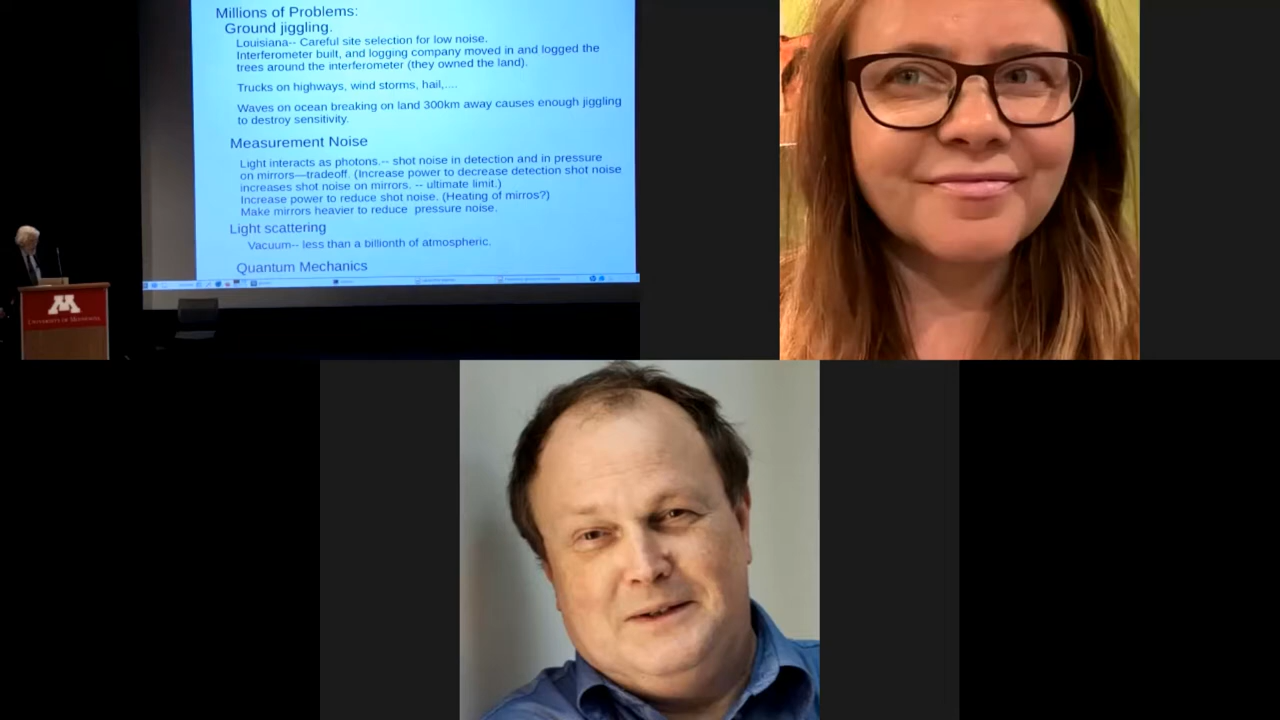 Millions of Problems:
Ground jiggling.
Louisiana-- Careful site selection for low noise.
Interferometer built, and logging company moved in and logged the
trees around the interferometer (they owned the land).
Trucks on highways, wind storms, hail,....
Waves on ocean breaking on land 300km away causes enough jiggling
to destroy sensitivity.
Measurement Noise
Light interacts as photons.-- shot noise in detection and in pressure
on mirrors—tradeoff. (Increase power to decrease detection shot noise
increases shot noise on mirrors. -- ultimate limit.)
Increase power to reduce shot noise. (Heating of mirros?)
Make mirrors heavier to reduce pressure noise.
Light scattering
Vacuum-- less than a billionth of atmospheric.
Quantum Mechanics
M
UNIVERSITY OF MINNESOTA